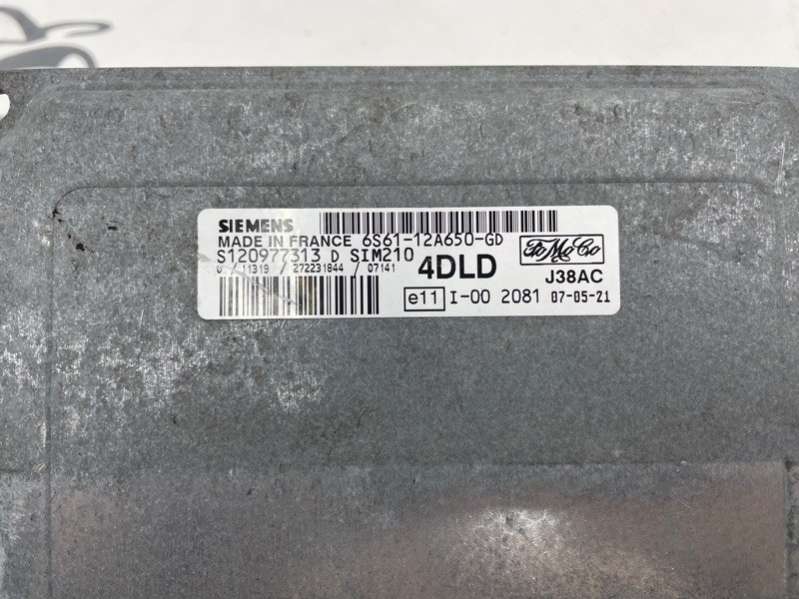 SIEMENS
MADE IN FRANCE 6S61-12A650-GD
S120977313 D SIM210
0 / 11319 / 272231844 / 07141
4DLD
FoMoCo
J38AC
e11 I-00 2081 07-05-21